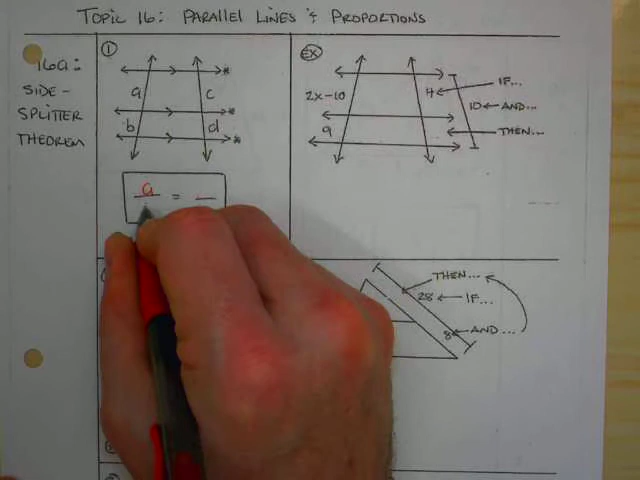 TOPIC 16: PARALLEL LINES & PROPORTIONS
16a:
SIDE-
SPLITTER
THEOREM
1
a
c
b
d
a =
EX
2x-10
9
4
IF...
10 AND...
THEN...
THEN...
28 IF...
8 AND...